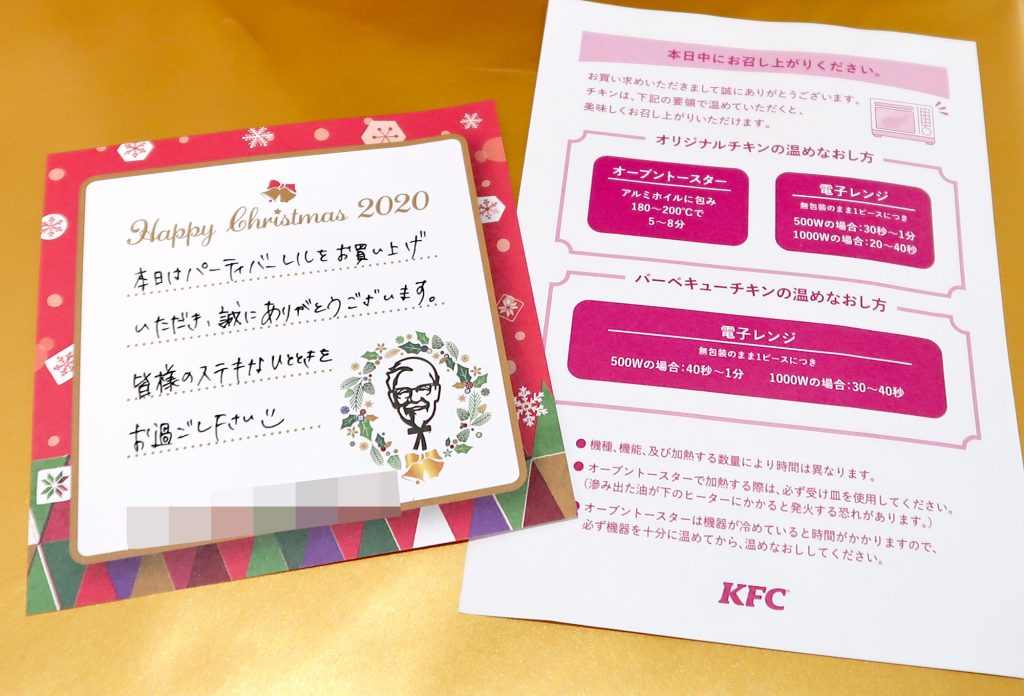 Happy Christmas 2020
本日はパーティバーレルをお買い上げ
いただき、誠にありがとうございます。
皆様のステキなひとときを
お過ごし下さい
本日中にお召し上がりください。
お買い求めいただきまして誠にありがとうございます。
チキンは、下記の要領で温めていただくと、
美味しくお召し上がりいただけます。
オリジナルチキンの温めなおし方
オーブントースター
アルミホイルに包み
180〜200℃で
5〜8分
電子レンジ
無包装のまま1ピースにつき
500Wの場合:30秒〜1分
1000Wの場合:20〜40秒
バーベキューチキンの温めなおし方
電子レンジ
無包装のまま1ピースにつき
500Wの場合:40秒〜1分 1000Wの場合:30〜40秒
●機種、機能、及び加熱する数量により時間は異なります。
●オーブントースターで加熱する際は、必ず受け皿を使用してください。
(滲み出た油が下のヒーターにかかると発火する恐れがあります。)
●オーブントースターは機器が冷めていると時間がかかりますので、
必ず機器を十分に温めてから、温めなおししてください。
KFC